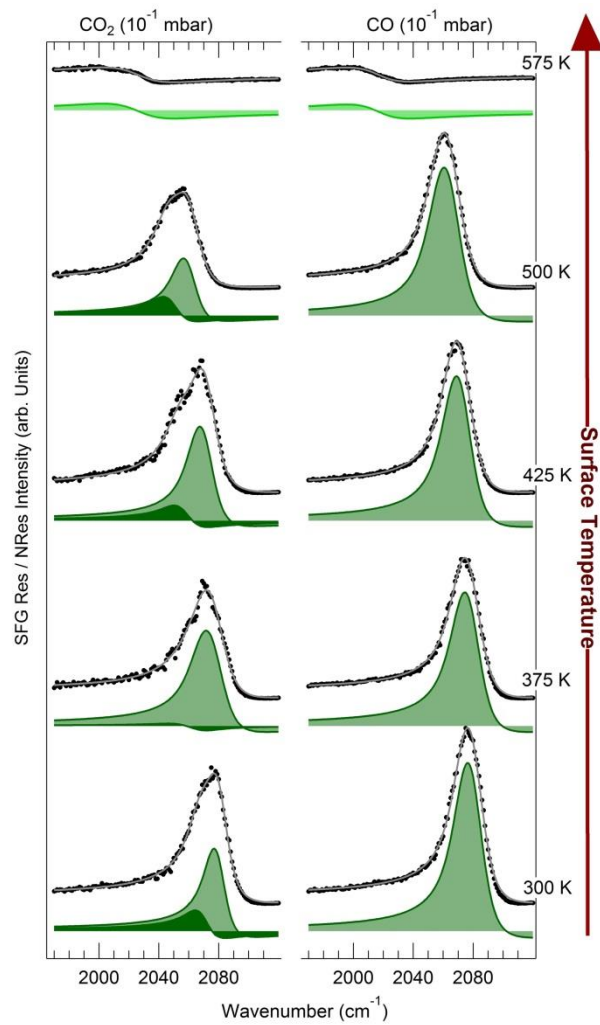 CO₂ (10⁻¹ mbar)
CO (10⁻¹ mbar)
575 K
500 K
425 K
375 K
300 K
SFG Res / NRes Intensity (arb. Units)
Surface Temperature
2000 2040 2080
2000 2040 2080
Wavenumber (cm⁻¹)